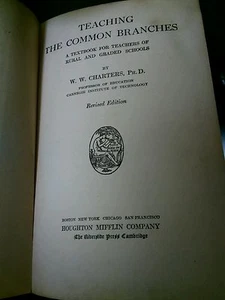 TEACHING
THE COMMON BRANCHES
A TEXTBOOK FOR TEACHERS OF
RURAL AND GRADED SCHOOLS
BY
W. W. CHARTERS, PH.D.
PROFESSOR OF EDUCATION
CARNEGIE INSTITUTE OF TECHNOLOGY
Revised Edition
BOSTON NEW YORK CHICAGO SAN FRANCISCO
HOUGHTON MIFFLIN COMPANY
The Riverside Press Cambridge